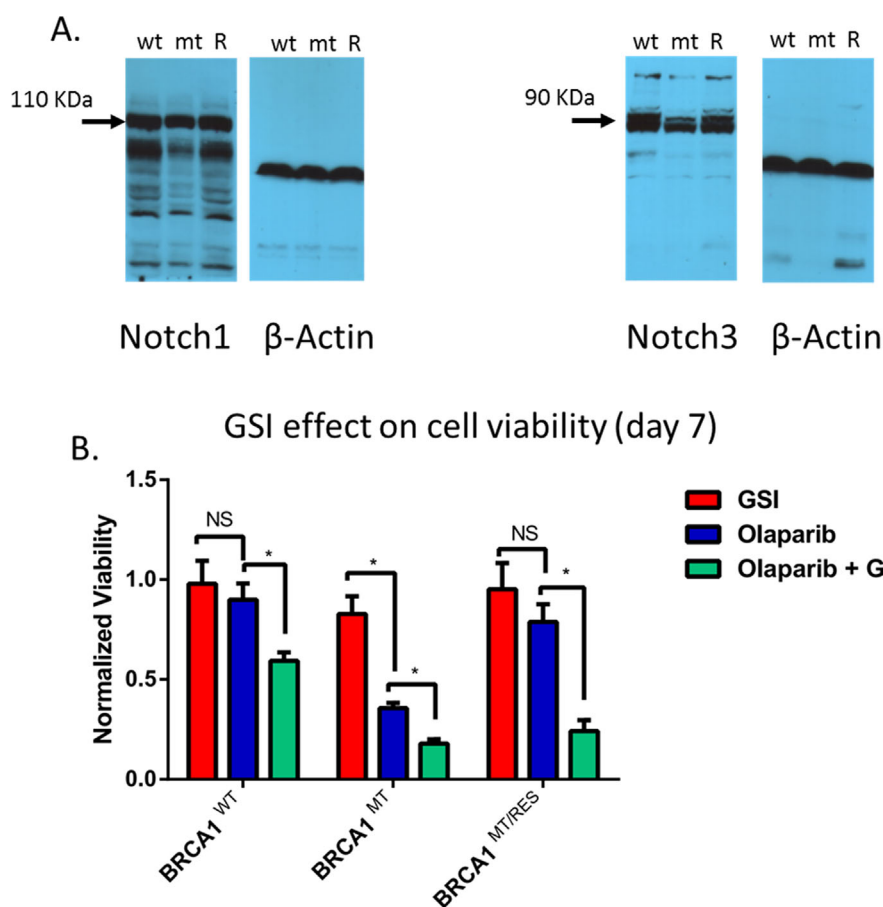 A.
wt mt R
wt mt R
wt mt R
wt mt R
110 KDa
90 KDa
Notch1
β-Actin
Notch3
β-Actin
B.
GSI effect on cell viability (day 7)
Normalized Viability
1.5
1.0
0.5
0.0
NS
*
*
*
NS
*
BRCA1 WT
BRCA1 MT
BRCA1 MT/RES
GSI
Olaparib
Olaparib + G